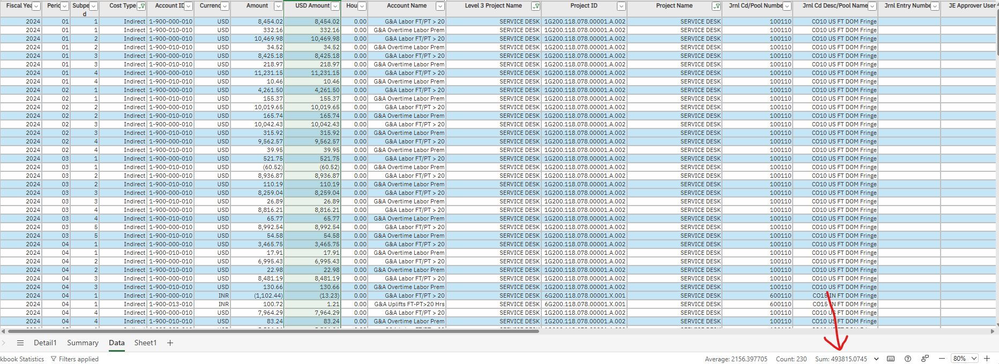 Fiscal Yea Perio Subpe d Cost Type Account ID Currenc Amount USD Amount Hou Account Name Level 3 Project Name Project ID Project Name Jrnl Cd/Pool Number Jrnl Cd Desc/Pool Name Jrnl Entry Numbe JE Approver User
2024 01 1 Indirect 1-900-000-010 USD 8,454.02 8,454.02 0.00 G&A Labor FT/PT > 20 SERVICE DESK 1G200.118.078.00001.A.002 SERVICE DESK 100110 CO10 US FT DOM Fringe
2024 01 1 Indirect 1-900-010-010 USD 332.16 332.16 0.00 G&A Overtime Labor Prem SERVICE DESK 1G200.118.078.00001.A.002 SERVICE DESK 100110 CO10 US FT DOM Fringe
2024 01 2 Indirect 1-900-000-010 USD 10,469.98 10,469.98 0.00 G&A Labor FT/PT > 20 SERVICE DESK 1G200.118.078.00001.A.002 SERVICE DESK 100110 CO10 US FT DOM Fringe
2024 01 2 Indirect 1-900-010-010 USD 34.52 34.52 0.00 G&A Overtime Labor Prem SERVICE DESK 1G200.118.078.00001.A.002 SERVICE DESK 100110 CO10 US FT DOM Fringe
2024 01 3 Indirect 1-900-000-010 USD 8,425.18 8,425.18 0.00 G&A Labor FT/PT > 20 SERVICE DESK 1G200.118.078.00001.A.002 SERVICE DESK 100110 CO10 US FT DOM Fringe
2024 01 3 Indirect 1-900-010-010 USD 218.97 218.97 0.00 G&A Overtime Labor Prem SERVICE DESK 1G200.118.078.00001.A.002 SERVICE DESK 100110 CO10 US FT DOM Fringe
2024 01 4 Indirect 1-900-000-010 USD 11,231.15 11,231.15 0.00 G&A Labor FT/PT > 20 SERVICE DESK 1G200.118.078.00001.A.002 SERVICE DESK 100110 CO10 US FT DOM Fringe
2024 01 4 Indirect 1-900-010-010 USD 10.46 10.46 0.00 G&A Overtime Labor Prem SERVICE DESK 1G200.118.078.00001.A.002 SERVICE DESK 100110 CO10 US FT DOM Fringe
2024 02 1 Indirect 1-900-000-010 USD 4,261.50 4,261.50 0.00 G&A Labor FT/PT > 20 SERVICE DESK 1G200.118.078.00001.A.002 SERVICE DESK 100110 CO10 US FT DOM Fringe
2024 02 1 Indirect 1-900-010-010 USD 155.37 155.37 0.00 G&A Overtime Labor Prem SERVICE DESK 1G200.118.078.00001.A.002 SERVICE DESK 100110 CO10 US FT DOM Fringe
2024 02 2 Indirect 1-900-000-010 USD 10,019.65 10,019.65 0.00 G&A Labor FT/PT > 20 SERVICE DESK 1G200.118.078.00001.A.002 SERVICE DESK 100110 CO10 US FT DOM Fringe
2024 02 2 Indirect 1-900-010-010 USD 165.74 165.74 0.00 G&A Overtime Labor Prem SERVICE DESK 1G200.118.078.00001.A.002 SERVICE DESK 100110 CO10 US FT DOM Fringe
2024 02 3 Indirect 1-900-000-010 USD 10,042.43 10,042.43 0.00 G&A Labor FT/PT > 20 SERVICE DESK 1G200.118.078.00001.A.002 SERVICE DESK 100110 CO10 US FT DOM Fringe
2024 02 3 Indirect 1-900-010-010 USD 315.92 315.92 0.00 G&A Overtime Labor Prem SERVICE DESK 1G200.118.078.00001.A.002 SERVICE DESK 100110 CO10 US FT DOM Fringe
2024 02 4 Indirect 1-900-000-010 USD 9,562.57 9,562.57 0.00 G&A Labor FT/PT > 20 SERVICE DESK 1G200.118.078.00001.A.002 SERVICE DESK 100110 CO10 US FT DOM Fringe
2024 02 4 Indirect 1-900-010-010 USD 39.95 39.95 0.00 G&A Overtime Labor Prem SERVICE DESK 1G200.118.078.00001.A.002 SERVICE DESK 100110 CO10 US FT DOM Fringe
2024 03 1 Indirect 1-900-000-010 USD 521.75 521.75 0.00 G&A Labor FT/PT > 20 SERVICE DESK 1G200.118.078.00001.A.002 SERVICE DESK 100110 CO10 US FT DOM Fringe
2024 03 1 Indirect 1-900-010-010 USD (60.52) (60.52) 0.00 G&A Overtime Labor Prem SERVICE DESK 1G200.118.078.00001.A.002 SERVICE DESK 100110 CO10 US FT DOM Fringe
2024 03 2 Indirect 1-900-000-010 USD 8,936.87 8,936.87 0.00 G&A Labor FT/PT > 20 SERVICE DESK 1G200.118.078.00001.A.002 SERVICE DESK 100110 CO10 US FT DOM Fringe
2024 03 2 Indirect 1-900-010-010 USD 110.19 110.19 0.00 G&A Overtime Labor Prem SERVICE DESK 1G200.118.078.00001.A.002 SERVICE DESK 100110 CO10 US FT DOM Fringe
2024 03 3 Indirect 1-900-000-010 USD 8,259.04 8,259.04 0.00 G&A Labor FT/PT > 20 SERVICE DESK 1G200.118.078.00001.A.002 SERVICE DESK 100110 CO10 US FT DOM Fringe
2024 03 3 Indirect 1-900-010-010 USD 26.89 26.89 0.00 G&A Overtime Labor Prem SERVICE DESK 1G200.118.078.00001.A.002 SERVICE DESK 100110 CO10 US FT DOM Fringe
2024 03 4 Indirect 1-900-000-010 USD 8,816.21 8,816.21 0.00 G&A Labor FT/PT > 20 SERVICE DESK 1G200.118.078.00001.A.002 SERVICE DESK 100110 CO10 US FT DOM Fringe
2024 03 4 Indirect 1-900-010-010 USD 65.77 65.77 0.00 G&A Overtime Labor Prem SERVICE DESK 1G200.118.078.00001.A.002 SERVICE DESK 100110 CO10 US FT DOM Fringe
2024 03 5 Indirect 1-900-000-010 USD 8,992.54 8,992.54 0.00 G&A Labor FT/PT > 20 SERVICE DESK 1G200.118.078.00001.A.002 SERVICE DESK 100110 CO10 US FT DOM Fringe
2024 03 5 Indirect 1-900-010-010 USD 54.58 54.58 0.00 G&A Overtime Labor Prem SERVICE DESK 1G200.118.078.00001.A.002 SERVICE DESK 100110 CO10 US FT DOM Fringe
2024 04 1 Indirect 1-900-000-010 USD 3,465.75 3,465.75 0.00 G&A Labor FT/PT > 20 SERVICE DESK 1G200.118.078.00001.A.002 SERVICE DESK 100110 CO10 US FT DOM Fringe
2024 04 1 Indirect 1-900-010-010 USD 17.91 17.91 0.00 G&A Overtime Labor Prem SERVICE DESK 1G200.118.078.00001.A.002 SERVICE DESK 100110 CO10 US FT DOM Fringe
2024 04 2 Indirect 1-900-000-010 USD 6,995.43 6,995.43 0.00 G&A Labor FT/PT > 20 SERVICE DESK 1G200.118.078.00001.A.002 SERVICE DESK 100110 CO10 US FT DOM Fringe
2024 04 2 Indirect 1-900-010-010 USD 22.98 22.98 0.00 G&A Overtime Labor Prem SERVICE DESK 1G200.118.078.00001.A.002 SERVICE DESK 100110 CO10 US FT DOM Fringe
2024 04 3 Indirect 1-900-000-010 USD 8,481.19 8,481.19 0.00 G&A Labor FT/PT > 20 SERVICE DESK 1G200.118.078.00001.A.002 SERVICE DESK 100110 CO10 US FT DOM Fringe
2024 04 3 Indirect 1-900-010-010 USD 130.66 130.66 0.00 G&A Overtime Labor Prem SERVICE DESK 1G200.118.078.00001.A.002 SERVICE DESK 100110 CO10 US FT DOM Fringe
2024 04 1 Indirect 1-900-000-010 INR (1,102.44) (13.23) 0.00 G&A Labor FT/PT > 20 SERVICE DESK 6G200.118.078.00001.X.001 SERVICE DESK 600110 CO15 IN FT DOM Fringe
2024 04 1 Indirect 1-900-013-010 INR 100.72 1.21 0.00 G&A Uplifts FT-PT>20 Hrs SERVICE DESK 6G200.118.078.00001.X.001 SERVICE DESK 600110 CO15 IN FT DOM Fringe
2024 04 4 Indirect 1-900-000-010 USD 7,964.29 7,964.29 0.00 G&A Labor FT/PT > 20 SERVICE DESK 1G200.118.078.00001.A.002 SERVICE DESK 100110 CO10 US FT DOM Fringe
2024 04 4 Indirect 1-900-010-010 USD 83.24 83.24 0.00 G&A Overtime Labor Prem SERVICE DESK 1G200.118.078.00001.A.002 SERVICE DESK 100110 CO10 US FT DOM Fringe
Detail1 Summary Data Sheet1
kbook Statistics Filters applied Average: 2156.397705 Count: 230 Sum: 493815.0745 80%